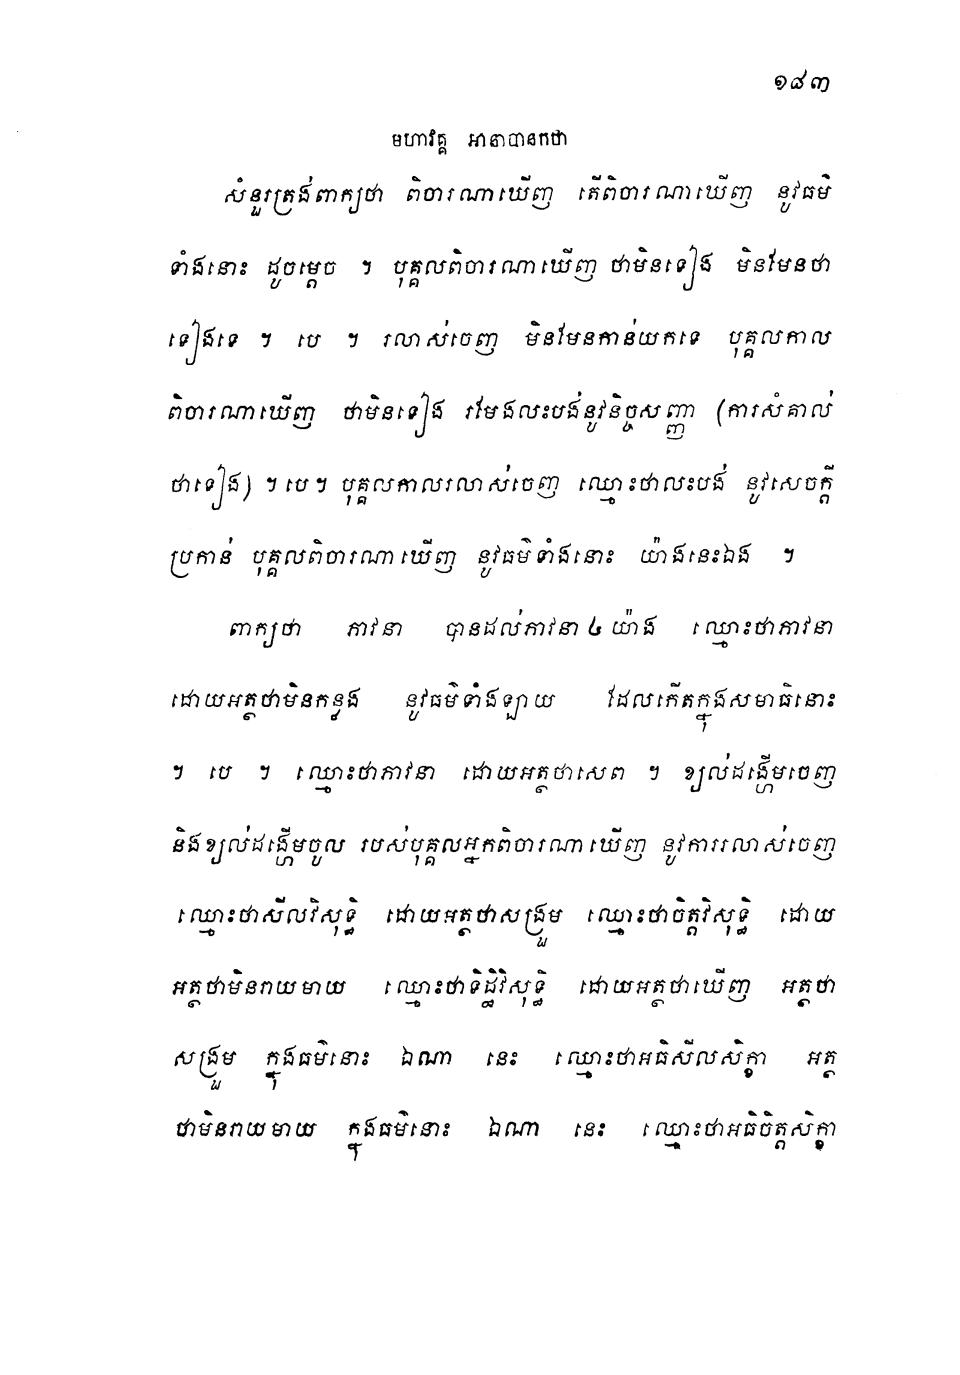 ១៨៣
មហាវគ្គ អានាបានកថា
សំនួរត្រង់ពាក្យថា ពិចារណាឃើញ តើពិចារណាឃើញ នូវធម៌
ទាំងនោះ ដូចម្តេច ។ បុគ្គលពិចារណាឃើញ ថាមិនទៀង មិនមែនថា
ទៀងទេ ។ បេ ។ រលាស់ចេញ មិនមែនកាន់យកទេ បុគ្គលកាល
ពិចារណាឃើញ ថាមិនទៀង រមែងលះបង់នូវនិច្ចសញ្ញា (ការសំគាល់
ថាទៀង) ។ បេ ។ បុគ្គលកាលរលាស់ចេញ ឈ្មោះថាលះបង់ នូវសេចក្តី
ប្រកាន់ បុគ្គលពិចារណាឃើញ នូវធម៌ទាំងនោះ យ៉ាងនេះឯង ។
ពាក្យថា ភាវនា បានដល់ភាវនា ៤ យ៉ាង ឈ្មោះថាភាវនា
ដោយអត្ថថាមិនកន្លង នូវធម៌ទាំងឡាយ ដែលកើតក្នុងសមាធិនោះ
។ បេ ។ ឈ្មោះថាភាវនា ដោយអត្ថថាសេព ។ ខ្យល់ដង្ហើមចេញ
និងខ្យល់ដង្ហើមចូល របស់បុគ្គលអ្នកពិចារណាឃើញ នូវការរលាស់ចេញ
ឈ្មោះថាសីលវិសុទ្ធិ ដោយអត្ថថាសង្រួម ឈ្មោះថាចិត្តវិសុទ្ធិ ដោយ
អត្ថថាមិនរាយមាយ ឈ្មោះថាទិដ្ឋិវិសុទ្ធិ ដោយអត្ថថាឃើញ អត្ថថា
សង្រួម ក្នុងធម៌នោះ ឯណា នេះ ឈ្មោះថាអធិសីលសិក្ខា អត្ថ
ថាមិនរាយមាយ ក្នុងធម៌នោះ ឯណា នេះ ឈ្មោះថាអធិចិត្តសិក្ខា